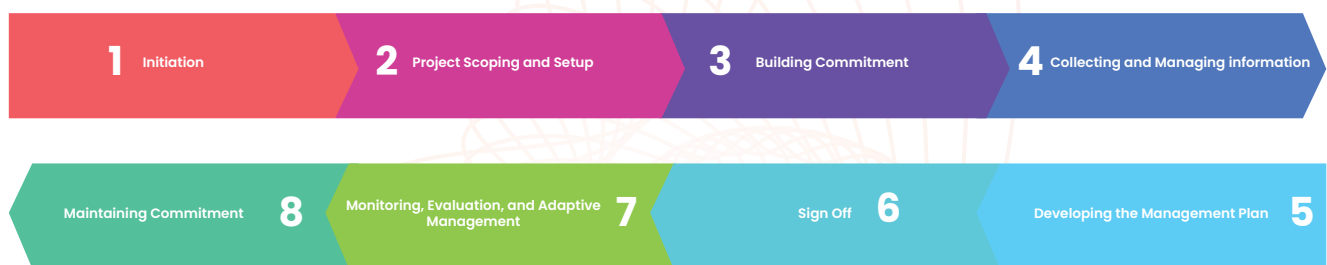 1 Initiation
2 Project Scoping and Setup
3 Building Commitment
4 Collecting and Managing information
Developing the Management Plan 5
Sign Off 6
Monitoring, Evaluation, and Adaptive
Management 7
Maintaining Commitment 8